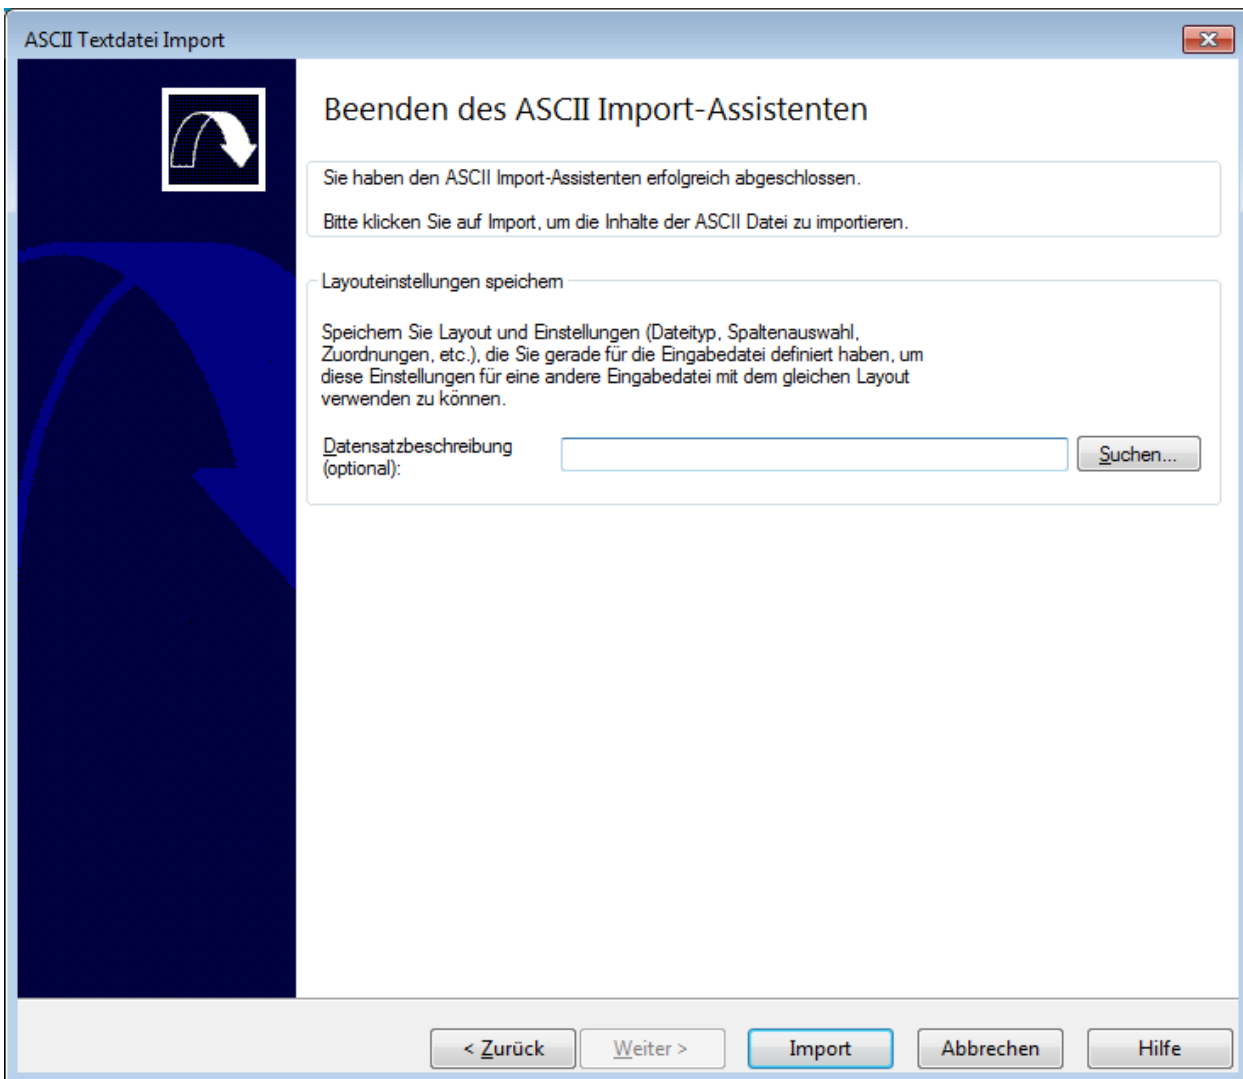 ASCII Textdatei Import
Beenden des ASCII Import-Assistenten
Sie haben den ASCII Import-Assistenten erfolgreich abgeschlossen.
Bitte klicken Sie auf Import, um die Inhalte der ASCII Datei zu importieren.
Layouteinstellungen speichern
Speichern Sie Layout und Einstellungen (Dateityp, Spaltenauswahl,
Zuordnungen, etc.), die Sie gerade für die Eingabedatei definiert haben, um
diese Einstellungen für eine andere Eingabedatei mit dem gleichen Layout
verwenden zu können.
Datensatzbeschreibung
(optional):
Suchen...
< Zurück
Weiter >
Import
Abbrechen
Hilfe